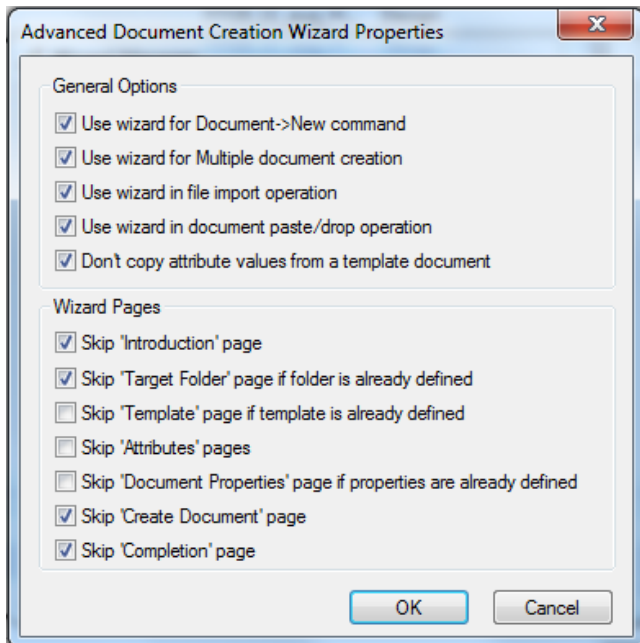 Advanced Document Creation Wizard Properties
General Options
Use wizard for Document->New command
Use wizard for Multiple document creation
Use wizard in file import operation
Use wizard in document paste/drop operation
Don't copy attribute values from a template document
Wizard Pages
Skip 'Introduction' page
Skip 'Target Folder' page if folder is already defined
Skip 'Template' page if template is already defined
Skip 'Attributes' pages
Skip 'Document Properties' page if properties are already defined
Skip 'Create Document' page
Skip 'Completion' page
OK Cancel